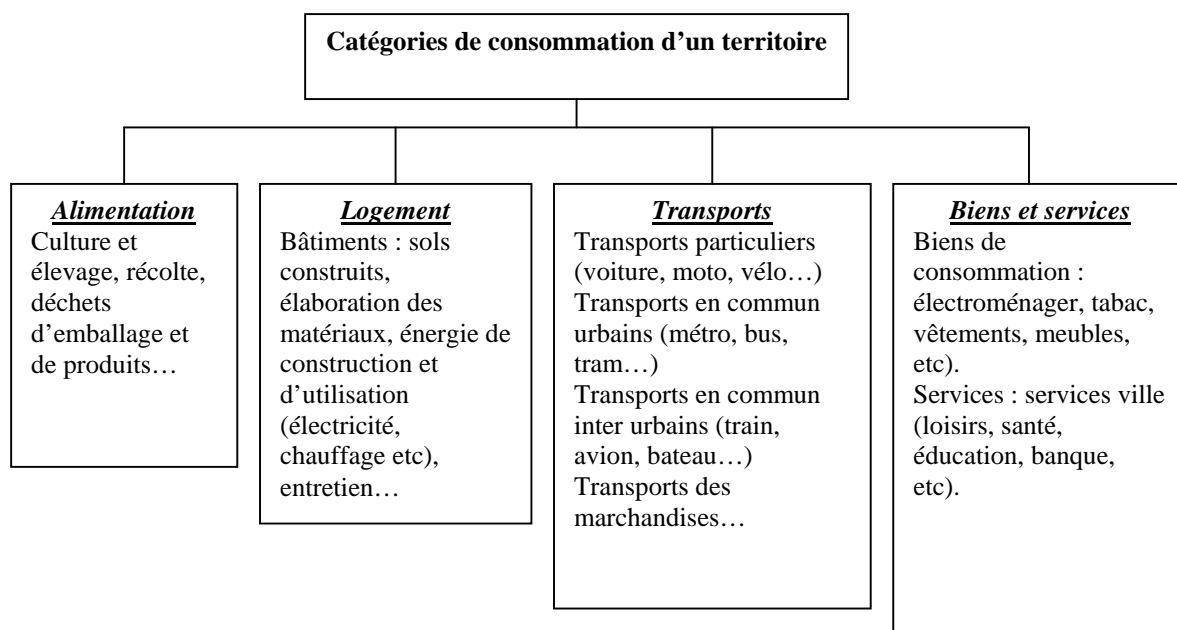 Catégories de consommation d’un territoire
Alimentation
Culture et
élevage, récolte,
déchets
d’emballage et
de produits…
Logement
Bâtiments : sols
construits,
élaboration des
matériaux, énergie de
construction et
d’utilisation
(électricité,
chauffage etc),
entretien…
Transports
Transports particuliers
(voiture, moto, vélo…)
Transports en commun
urbains (métro, bus,
tram…)
Transports en commun
inter urbains (train,
avion, bateau…)
Transports des
marchandises…
Biens et services
Biens de
consommation :
électroménager, tabac,
vêtements, meubles,
etc).
Services : services ville
(loisirs, santé,
éducation, banque,
etc).